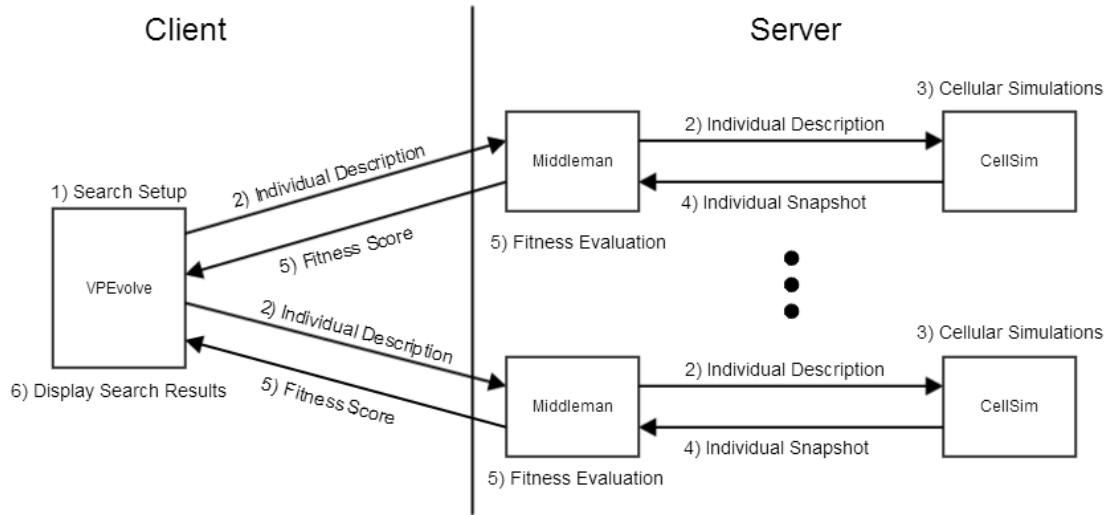 Client
Server
3) Cellular Simulations
2) Individual Description
Middleman
CellSim
2) Individual Description
1) Search Setup
4) Individual Snapshot
5) Fitness Score
5) Fitness Evaluation
VPEvolve
2) Individual Description
3) Cellular Simulations
2) Individual Description
6) Display Search Results
5) Fitness Score
Middleman
CellSim
4) Individual Snapshot
5) Fitness Evaluation